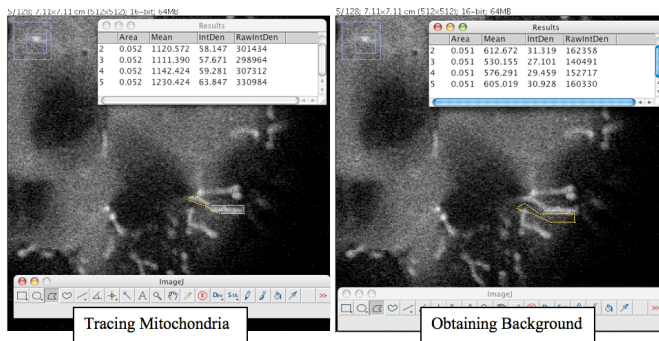 5/128; 7.11x7.11 cm (512x512); 16-bit; 64MB
Results
Area Mean IntDen RawIntDen
2 0.052 1120.572 58.147 301434
3 0.052 1111.390 57.671 298964
4 0.052 1142.424 59.281 307312
5 0.052 1230.424 63.847 330984
ImageJ
A Dev Stk >>
Tracing Mitochondria
5/128; 7.11x7.11 cm (512x512); 16-bit; 64MB
Results
Area Mean IntDen RawIntDen
2 0.051 612.672 31.319 162358
3 0.051 530.155 27.101 140491
4 0.051 576.291 29.459 152717
5 0.051 605.019 30.928 160330
ImageJ
A Dev Stk >>
Obtaining Background